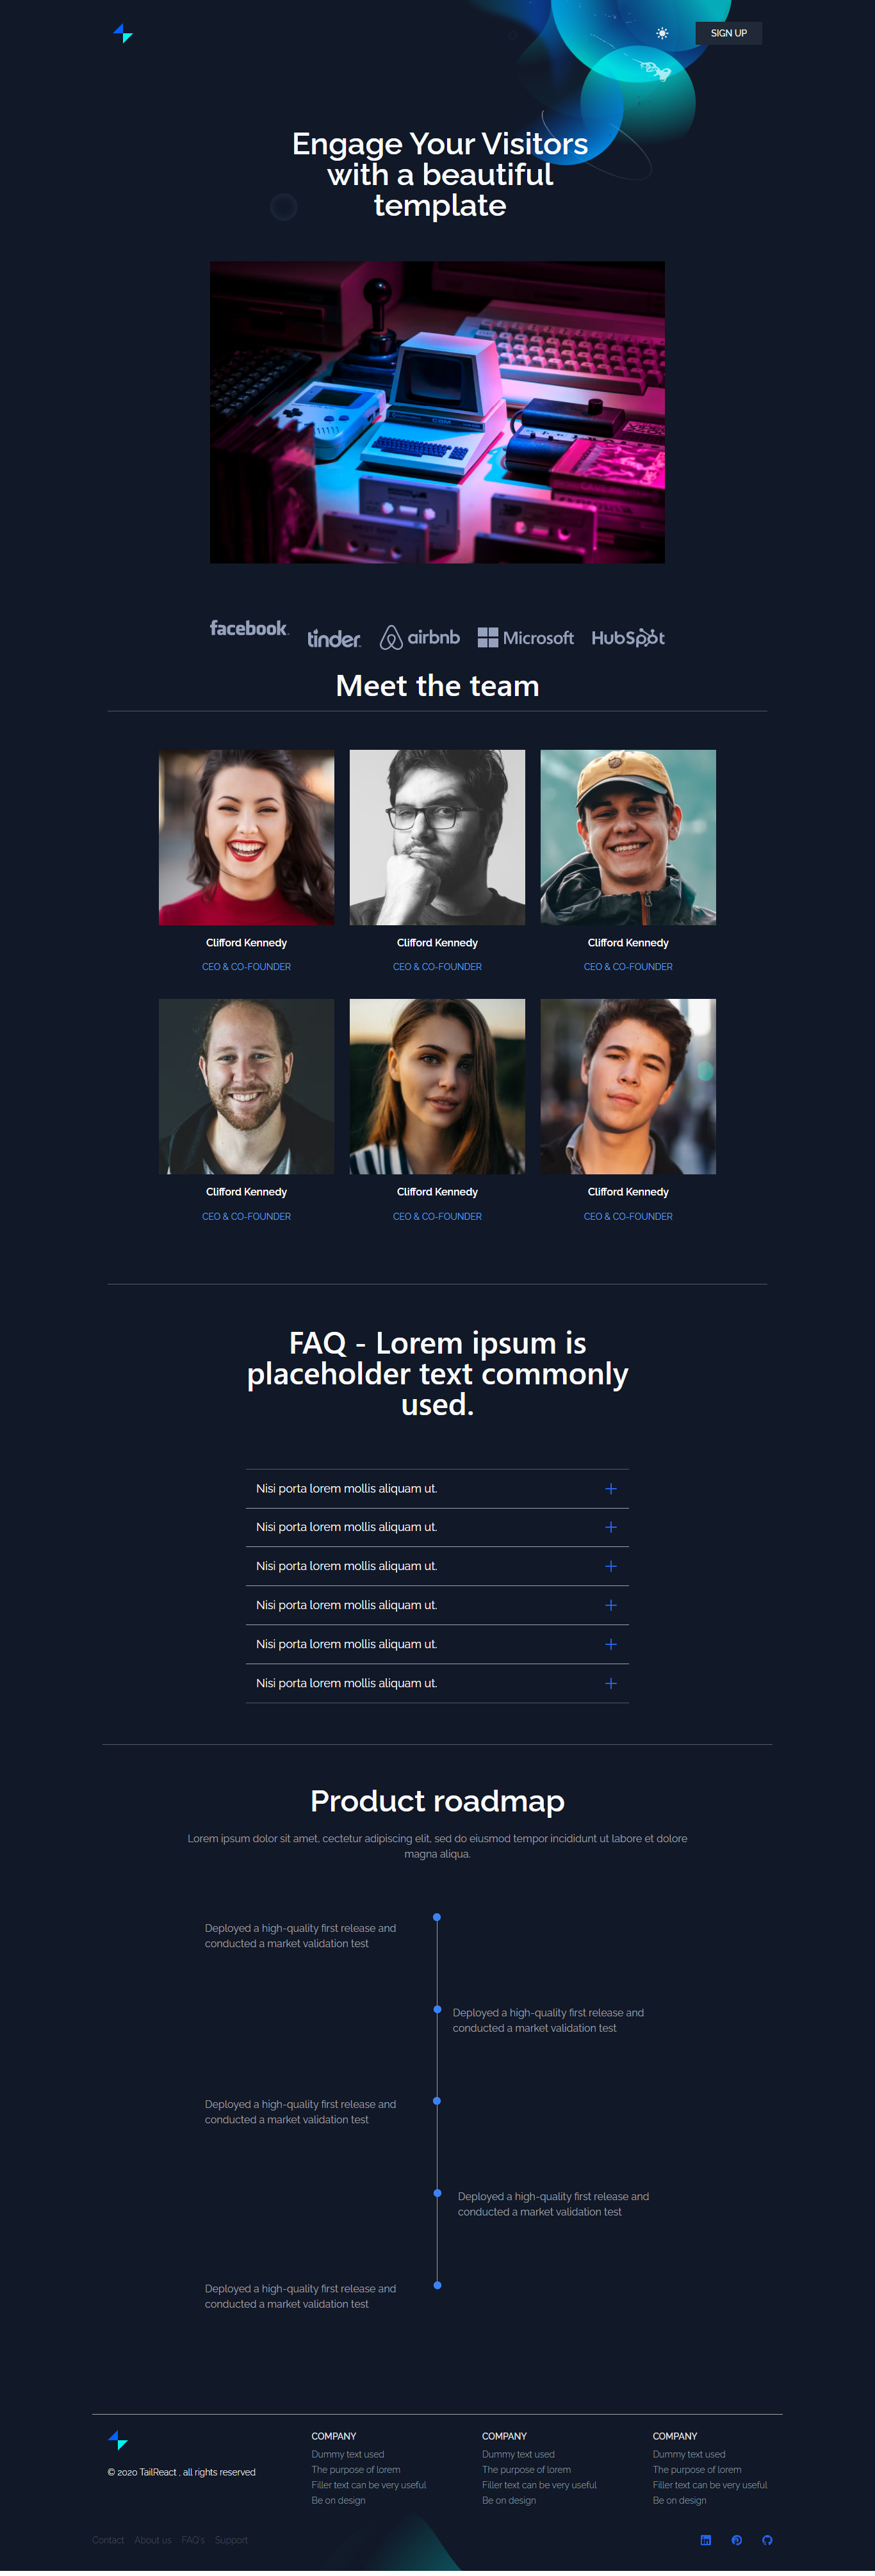 SIGN UP
Engage Your Visitors
with a beautiful
template
CBM
facebook
tinder
airbnb
Microsoft
HubSpot
Meet the team
Clifford Kennedy
CEO & CO-FOUNDER
Clifford Kennedy
CEO & CO-FOUNDER
Clifford Kennedy
CEO & CO-FOUNDER
Clifford Kennedy
CEO & CO-FOUNDER
Clifford Kennedy
CEO & CO-FOUNDER
Clifford Kennedy
CEO & CO-FOUNDER
FAQ - Lorem ipsum is
placeholder text commonly
used.
Nisi porta lorem mollis aliquam ut.
Nisi porta lorem mollis aliquam ut.
Nisi porta lorem mollis aliquam ut.
Nisi porta lorem mollis aliquam ut.
Nisi porta lorem mollis aliquam ut.
Nisi porta lorem mollis aliquam ut.
Product roadmap
Lorem ipsum dolor sit amet, cectetur adipiscing elit, sed do eiusmod tempor incididunt ut labore et dolore
magna aliqua.
Deployed a high-quality first release and
conducted a market validation test
Deployed a high-quality first release and
conducted a market validation test
Deployed a high-quality first release and
conducted a market validation test
Deployed a high-quality first release and
conducted a market validation test
Deployed a high-quality first release and
conducted a market validation test
© 2020 TailReact , all rights reserved
COMPANY
Dummy text used
The purpose of lorem
Filler text can be very useful
Be on design
COMPANY
Dummy text used
The purpose of lorem
Filler text can be very useful
Be on design
COMPANY
Dummy text used
The purpose of lorem
Filler text can be very useful
Be on design
Contact About us FAQ's Support